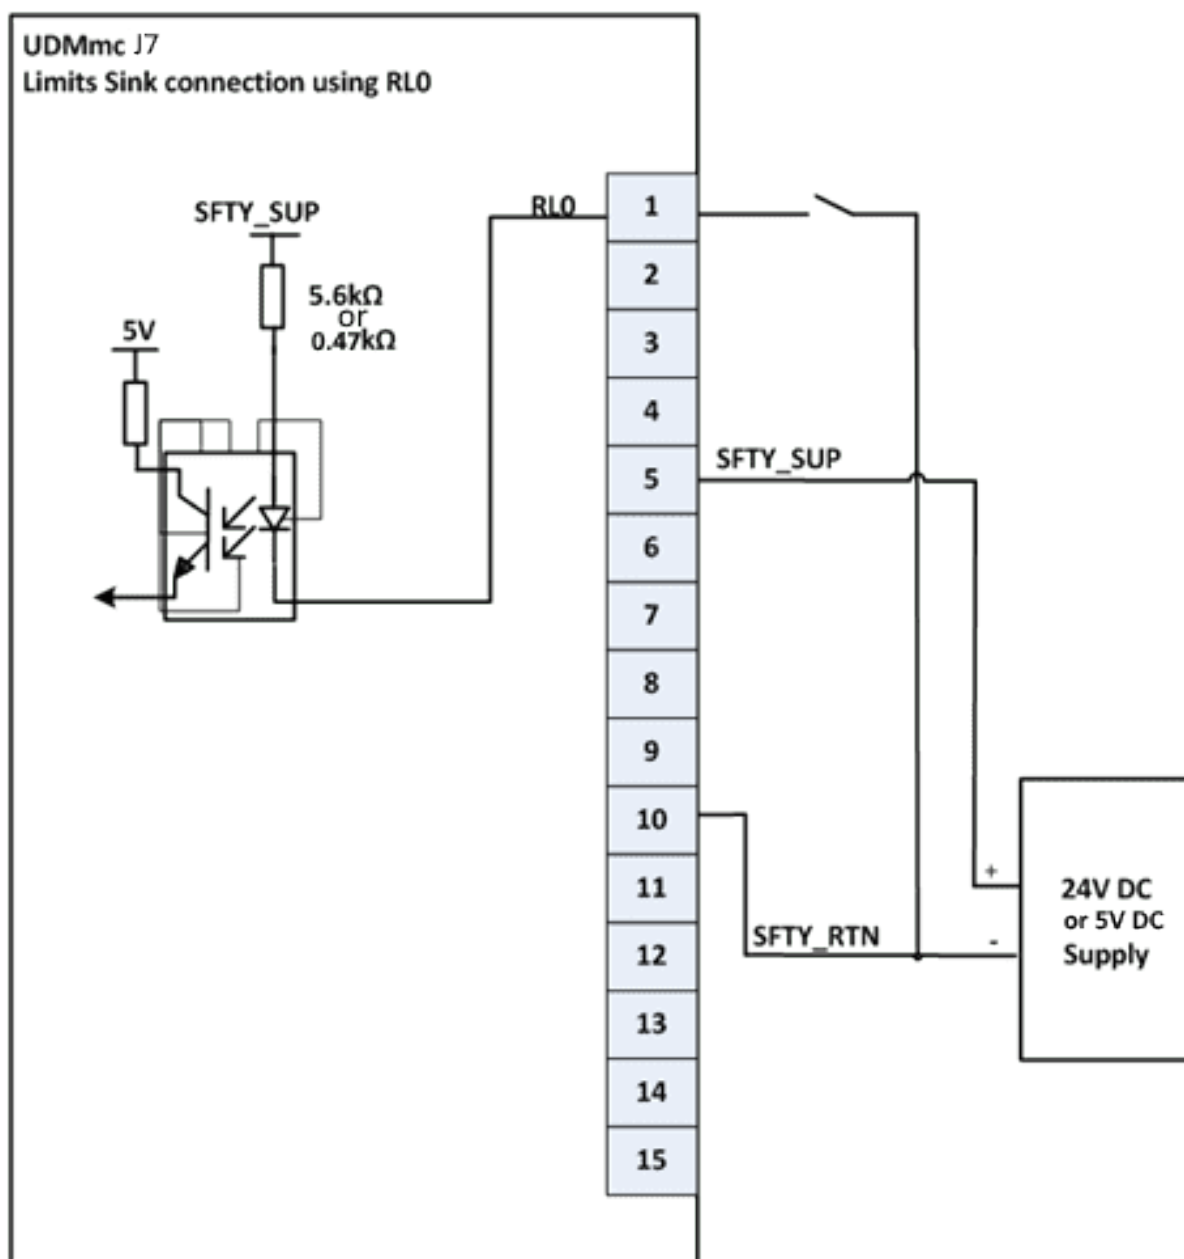 UDMmc J7
Limits Sink connection using RL0
SFTY_SUP
5.6kΩ
or
0.47kΩ
5V
RL0
1
2
3
4
5
6
7
8
9
10
11
12
13
14
15
SFTY_SUP
SFTY_RTN
+
-
24V DC
or 5V DC
Supply